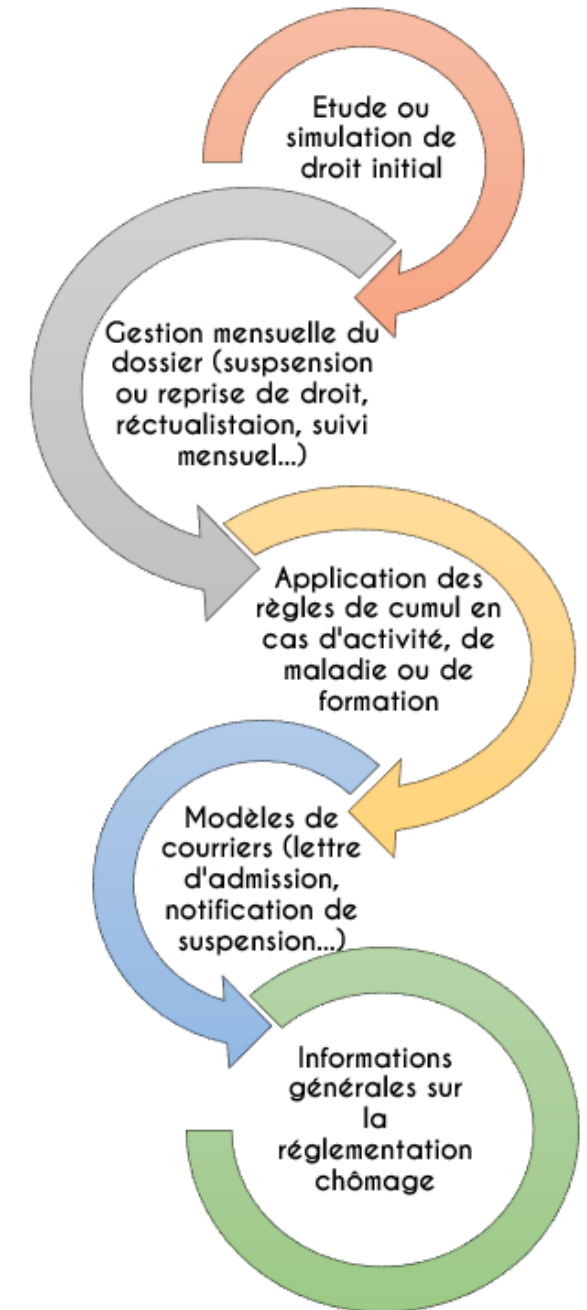 Etude ou
simulation de
droit initial
Gestion mensuelle du
dossier (suspsension
ou reprise de droit,
réctualistaion, suivi
mensuel...)
Application des
règles de cumul en
cas d'activité, de
maladie ou de
formation
Modèles de
courriers (lettre
d'admission,
notification de
suspension...)
Informations
générales sur
la
réglementation
chômage